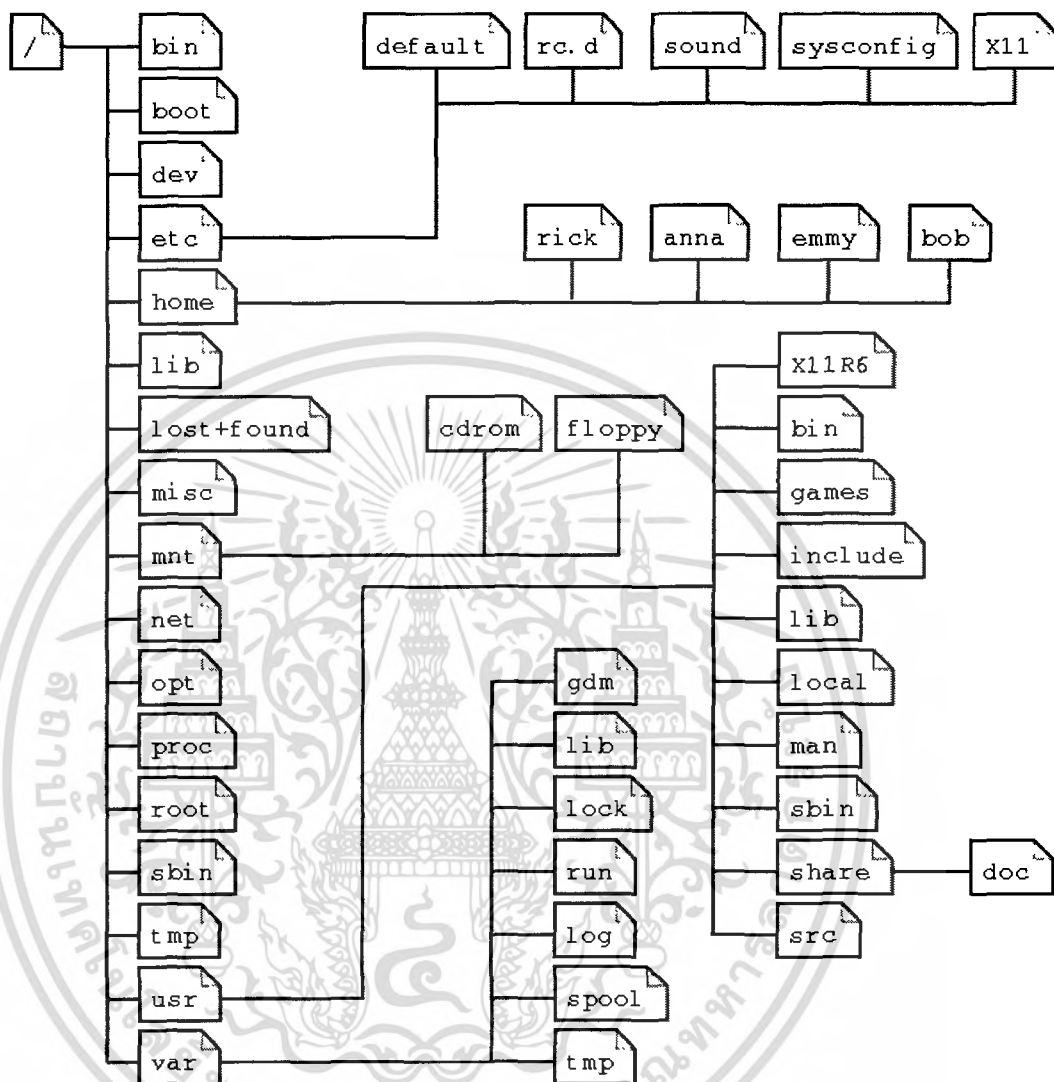 /
bin
default
rc.d
sound
sysconfig
X11
boot
dev
etc
rick
anna
emmy
bob
home
lib
X11R6
lost+found
cdrom
floppy
bin
misc
games
mnt
include
net
lib
opt
gdm
local
proc
lib
man
root
lock
sbin
sbin
run
share
doc
tmp
log
src
usr
spool
var
tmp